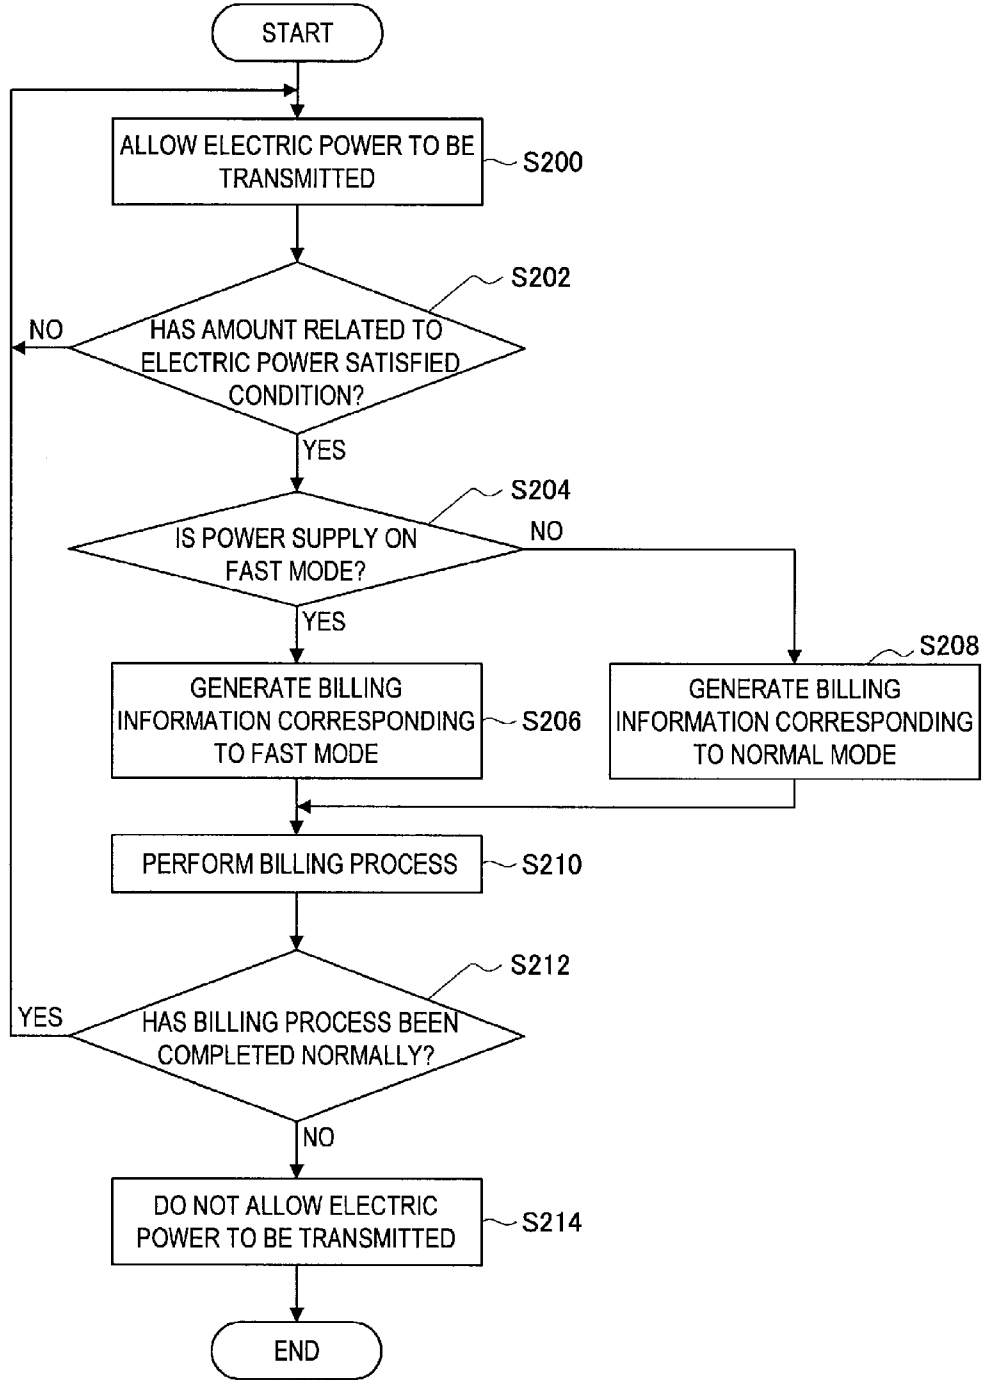 START
ALLOW ELECTRIC POWER TO BE
TRANSMITTED
S200
S202
HAS AMOUNT RELATED TO
ELECTRIC POWER SATISFIED
CONDITION?
NO
YES
S204
IS POWER SUPPLY ON
FAST MODE?
NO
YES
GENERATE BILLING
INFORMATION CORRESPONDING
TO FAST MODE
S206
S208
GENERATE BILLING
INFORMATION CORRESPONDING
TO NORMAL MODE
PERFORM BILLING PROCESS
S210
S212
HAS BILLING PROCESS BEEN
COMPLETED NORMALLY?
YES
NO
DO NOT ALLOW ELECTRIC
POWER TO BE TRANSMITTED
S214
END